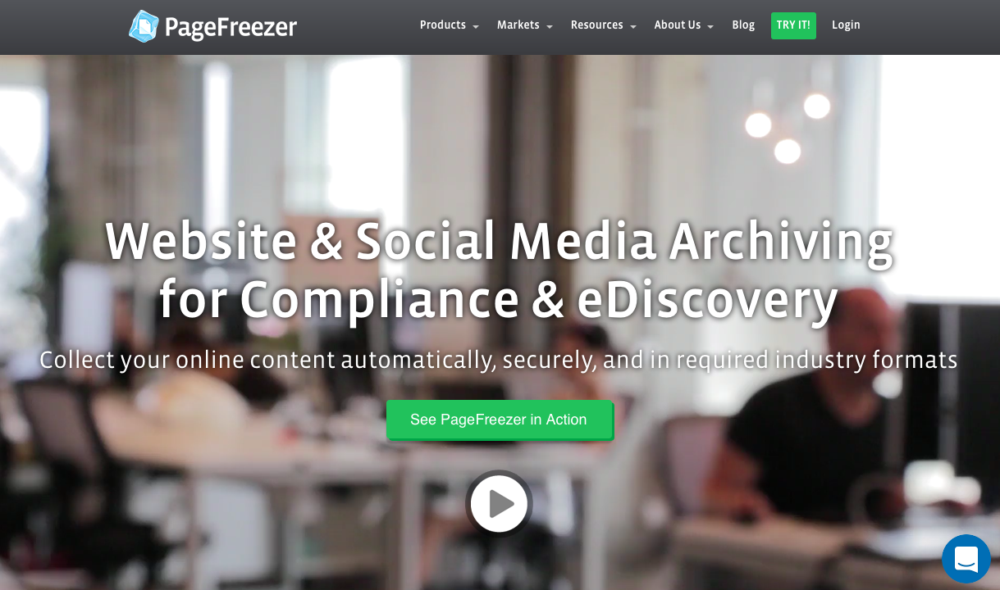 PageFreezer
Products Markets Resources About Us Blog TRY IT! Login
Website & Social Media Archiving
for Compliance & eDiscovery
Collect your online content automatically, securely, and in required industry formats
See PageFreezer in Action